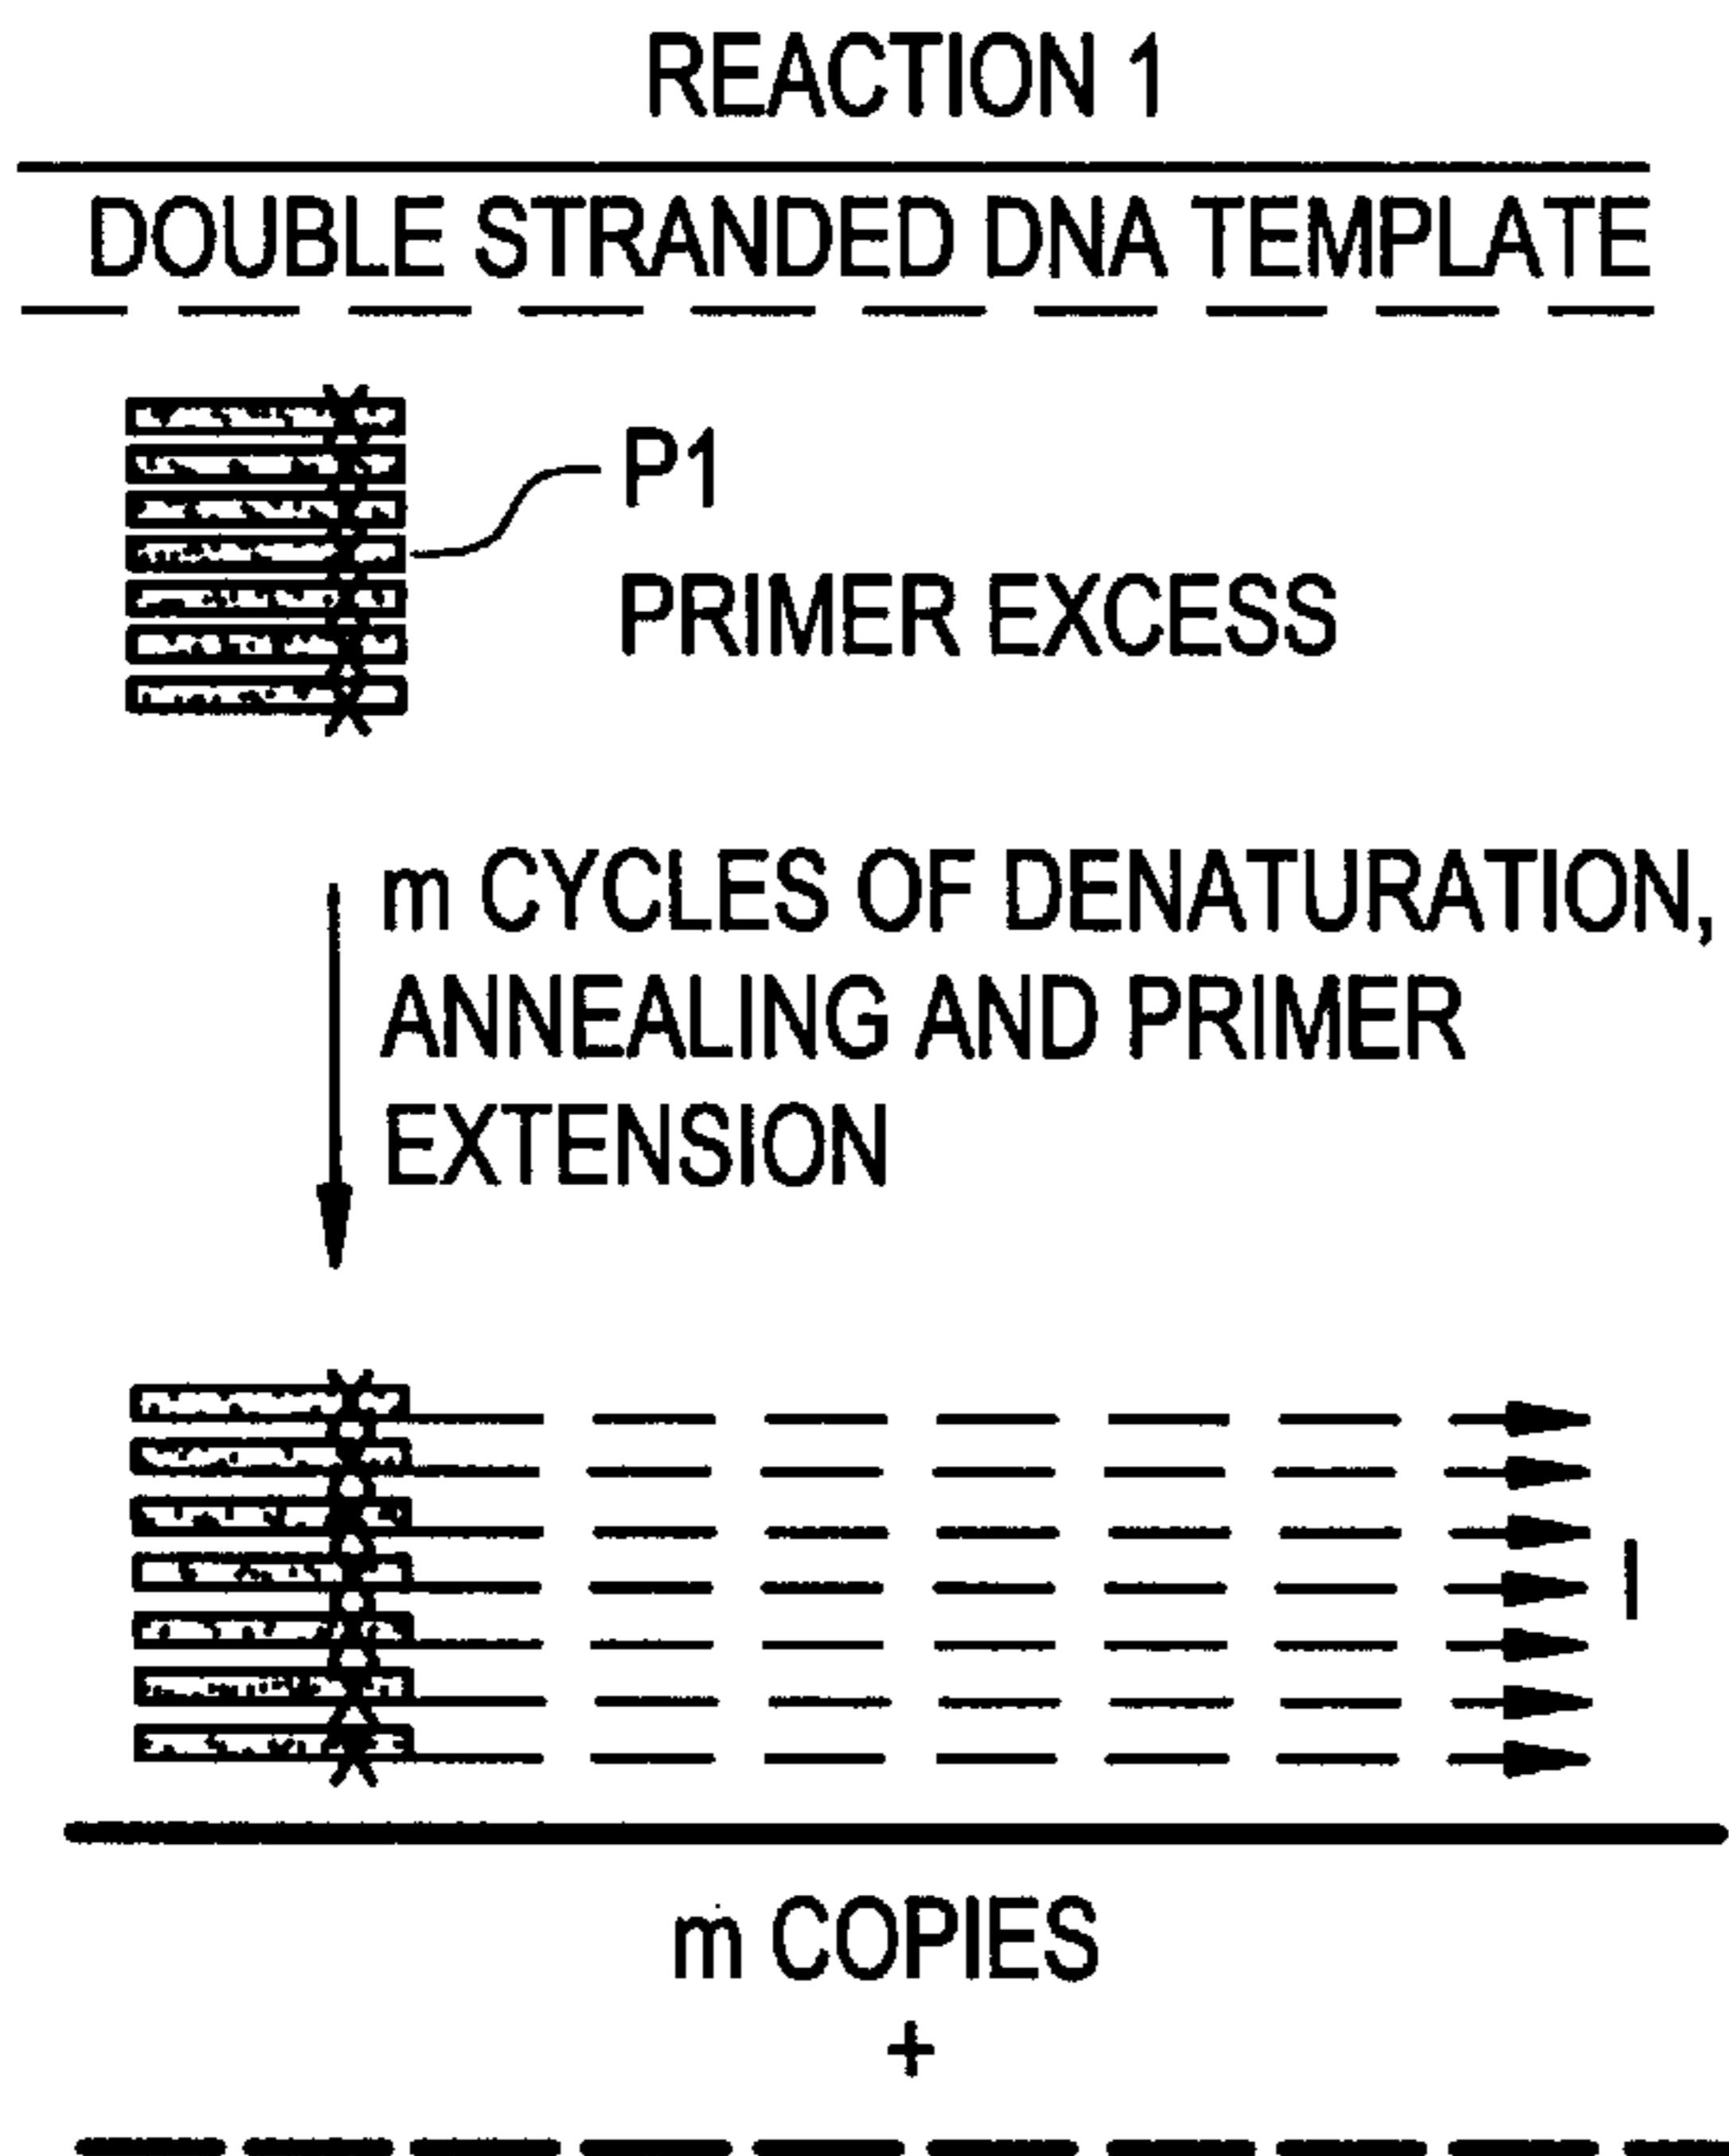 REACTION 1
DOUBLE STRANDED DNA TEMPLATE
P1
PRIMER EXCESS
m CYCLES OF DENATURATION,
ANNEALING AND PRIMER
EXTENSION
m COPIES
+